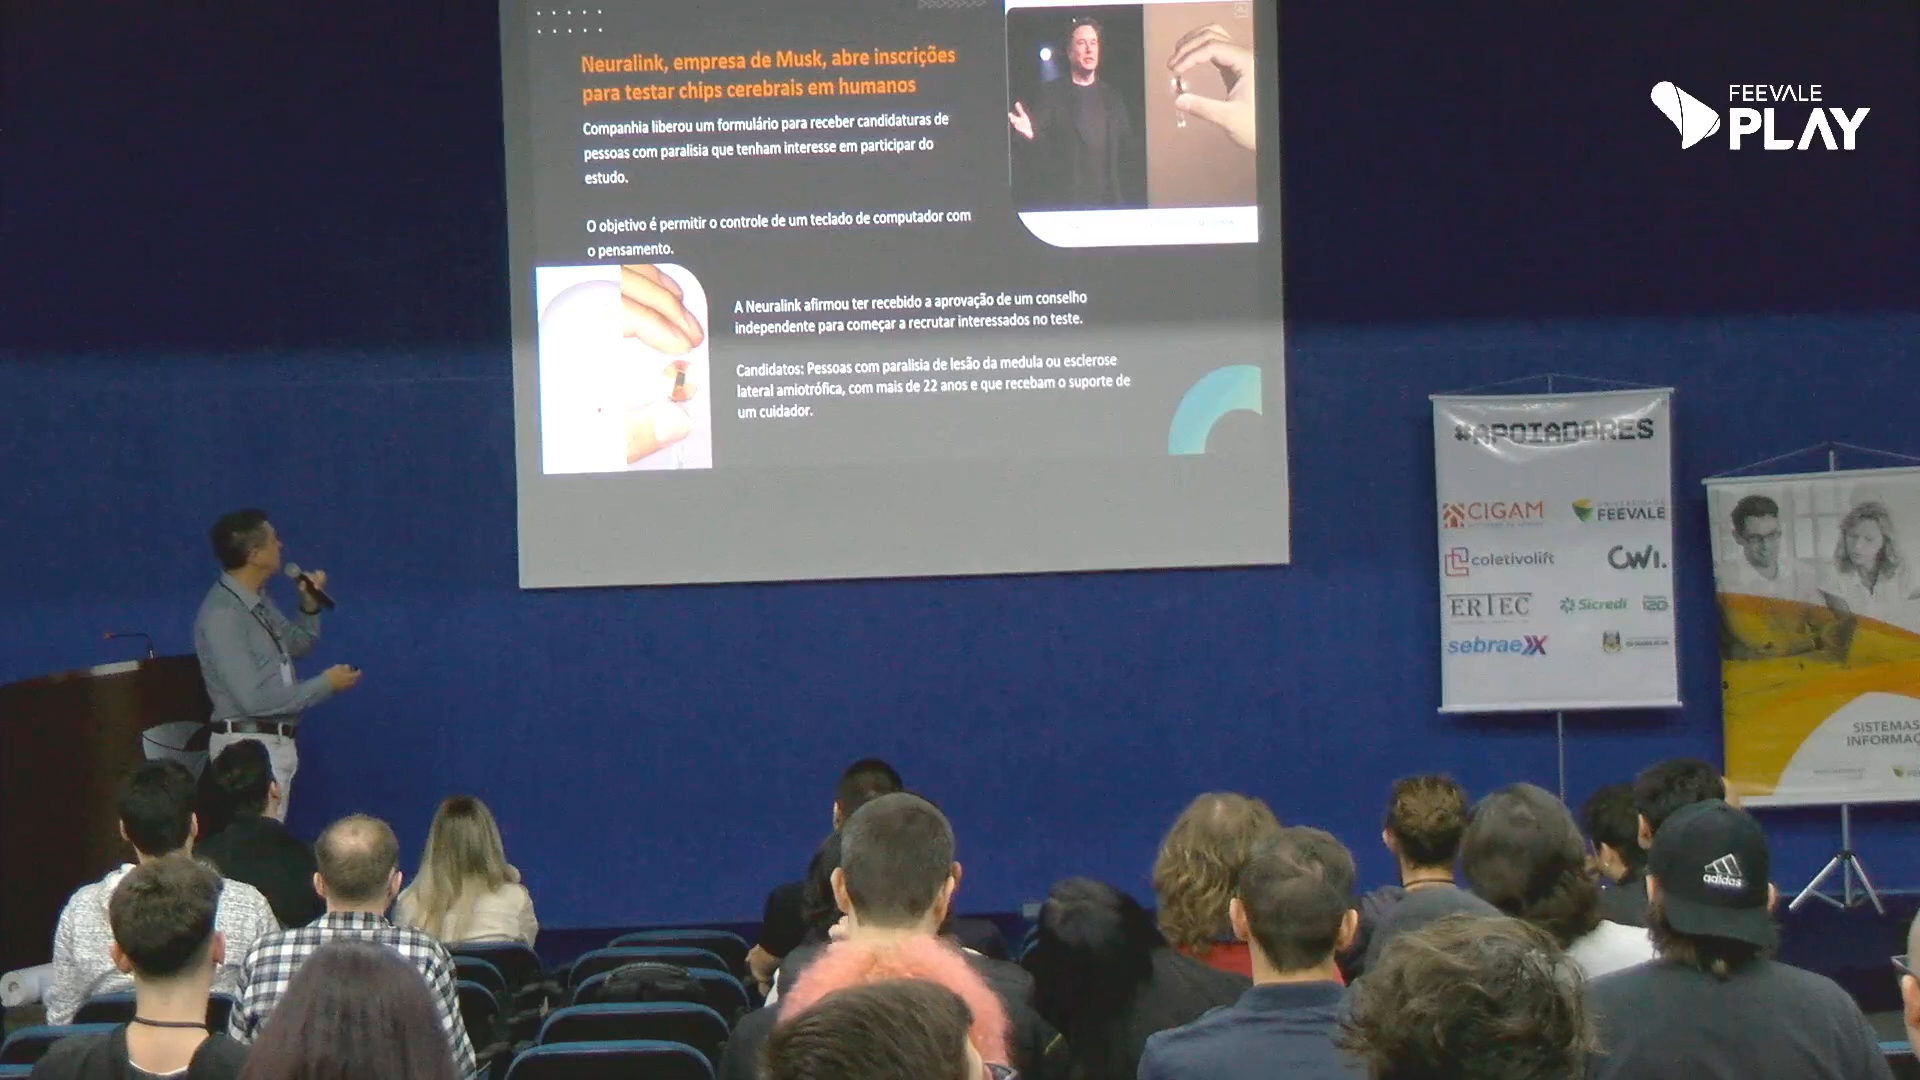 Neuralink, empresa de Musk, abre inscrições
para testar chips cerebrais em humanos
Companhia liberou um formulário para receber candidaturas de
pessoas com paralisia que tenham interesse em participar do
estudo.
O objetivo é permitir o controle de um teclado de computador com
o pensamento.
A Neuralink afirmou ter recebido a aprovação de um conselho
independente para começar a recrutar interessados no teste.
Candidatos: Pessoas com paralisia de lesão da medula ou esclerose
lateral amiotrófica, com mais de 22 anos e que recebam o suporte de
um cuidador.
FEEVALE
PLAY
#APOIADORES
CIGAM
UNIVERSIDADE
FEEVALE
coletivolift
CWI.
ERTEC
Sicredi
120
sebraeX
SISTEMAS
INFORMAÇ
adidas